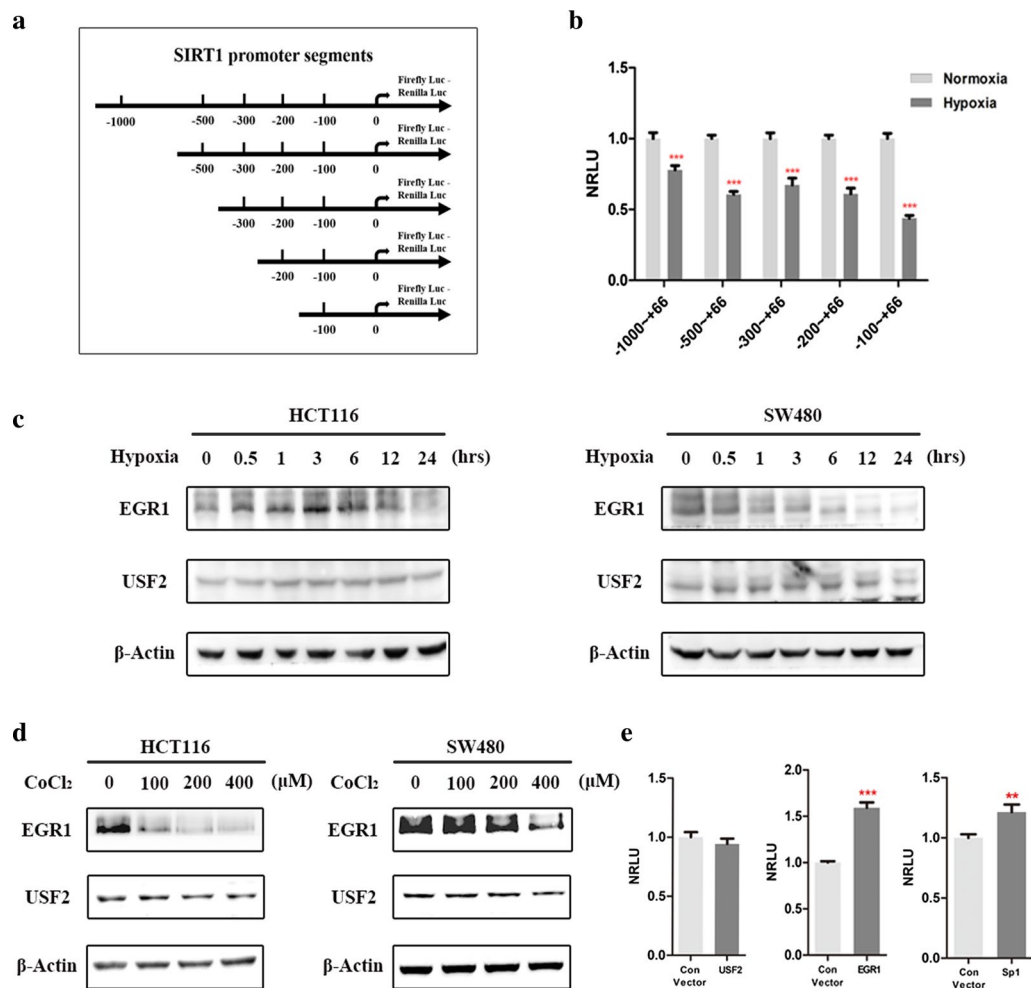 a
SIRT1 promoter segments
Firefly Luc -
Renilla Luc
-1000 -500 -300 -200 -100 0
Firefly Luc -
Renilla Luc
-500 -300 -200 -100 0
Firefly Luc -
Renilla Luc
-300 -200 -100 0
Firefly Luc -
Renilla Luc
-200 -100 0
Firefly Luc -
Renilla Luc
-100 0
b
NRLU
1.5
1.0
0.5
0.0
Normoxia
Hypoxia
*** *** *** *** ***
-1000~+66 -500~+66 -300~+66 -200~+66 -100~+66
c
HCT116
Hypoxia 0 0.5 1 3 6 12 24 (hrs)
EGR1
USF2
β-Actin
SW480
Hypoxia 0 0.5 1 3 6 12 24 (hrs)
EGR1
USF2
β-Actin
d
HCT116
CoCl₂ 0 100 200 400 (μM)
EGR1
USF2
β-Actin
SW480
CoCl₂ 0 100 200 400 (μM)
EGR1
USF2
β-Actin
e
NRLU
1.5
1.0
0.5
0.0
Con
Vector
USF2
NRLU
2.0
1.5
1.0
0.5
0.0
***
Con
Vector
EGR1
NRLU
1.5
1.0
0.5
0.0
**
Con
Vector
Sp1